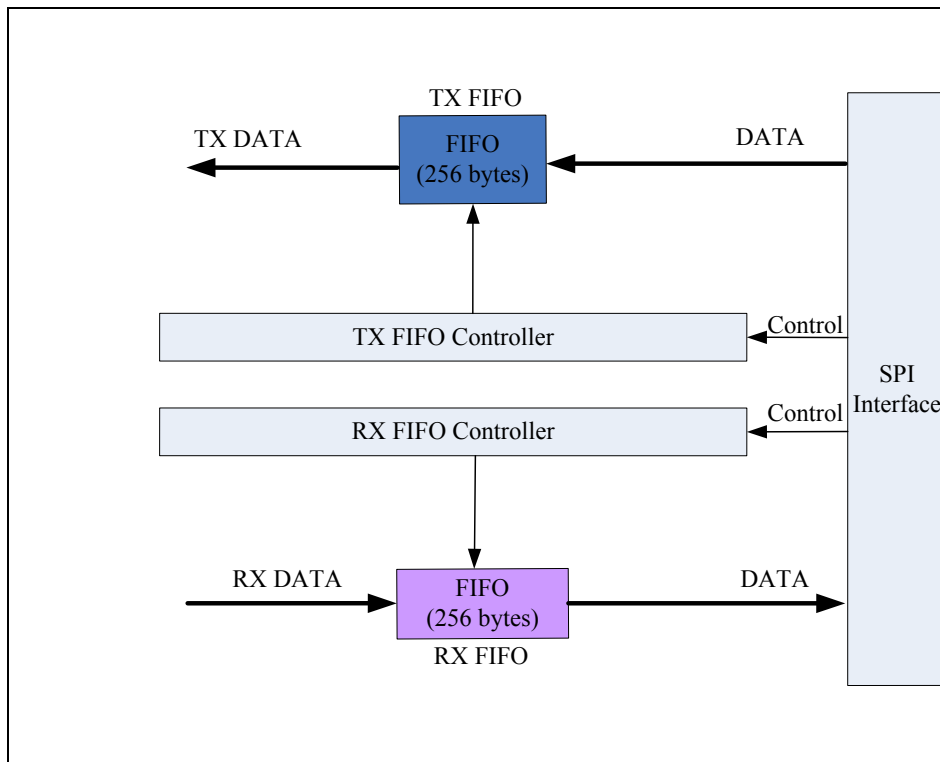 TX FIFO
TX DATA
FIFO
(256 bytes)
DATA
TX FIFO Controller
Control
SPI
Interface
RX FIFO Controller
Control
RX DATA
FIFO
(256 bytes)
DATA
RX FIFO